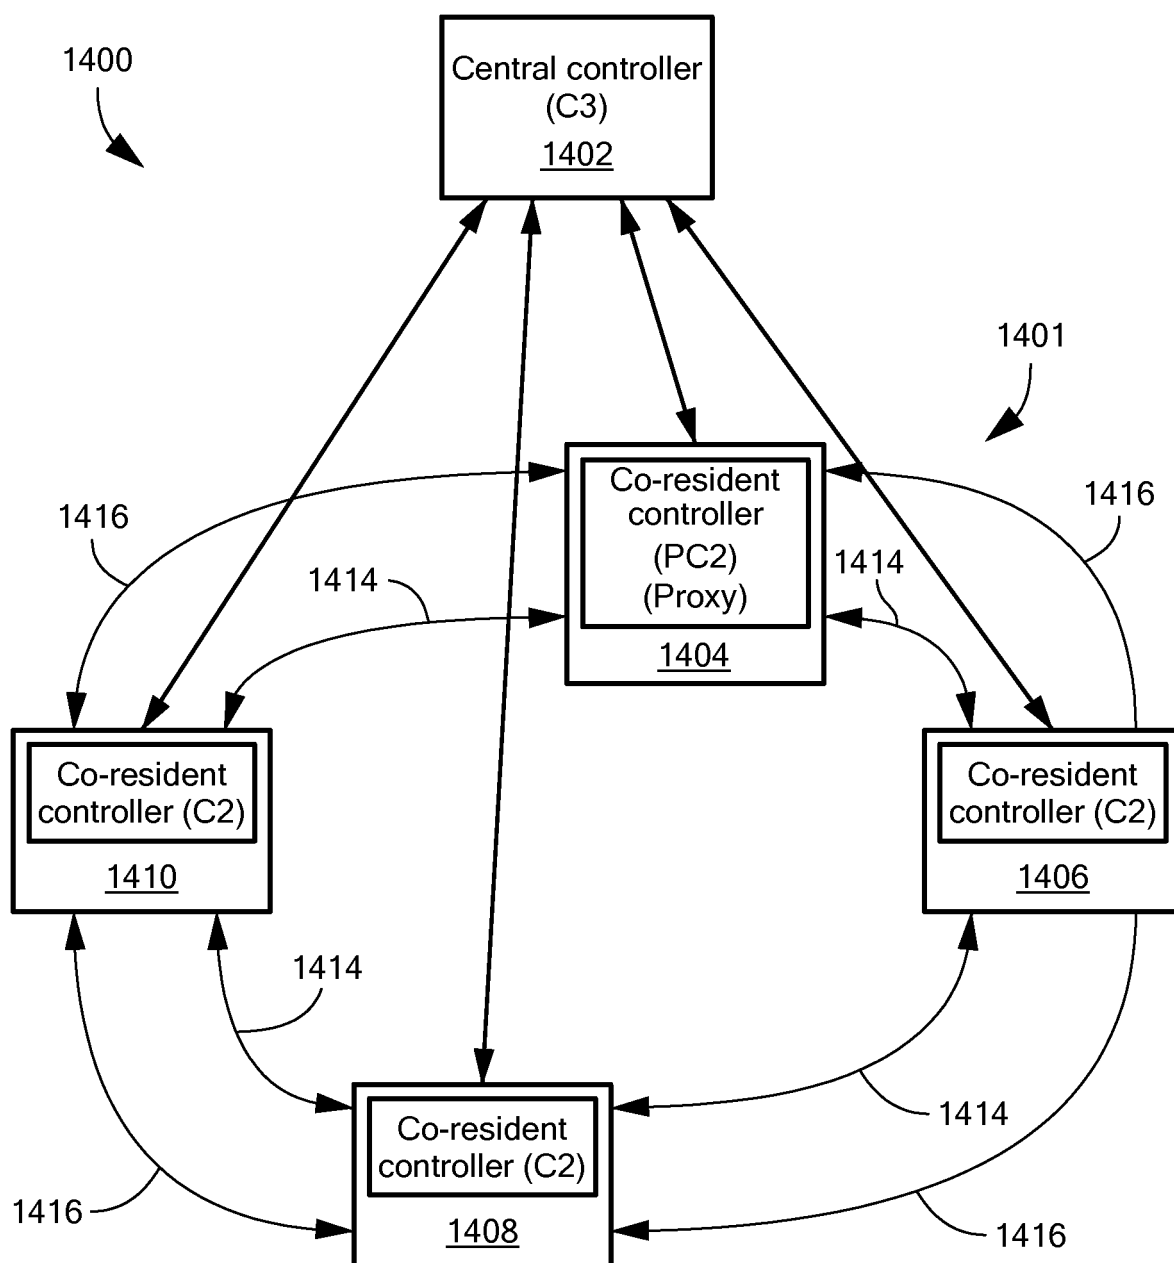 1400
Central controller
(C3)
1402
1401
Co-resident
controller
(PC2)
(Proxy)
1404
1416
1414
1414
1416
Co-resident
controller (C2)
1410
Co-resident
controller (C2)
1406
1414
1414
Co-resident
controller (C2)
1408
1416
1416